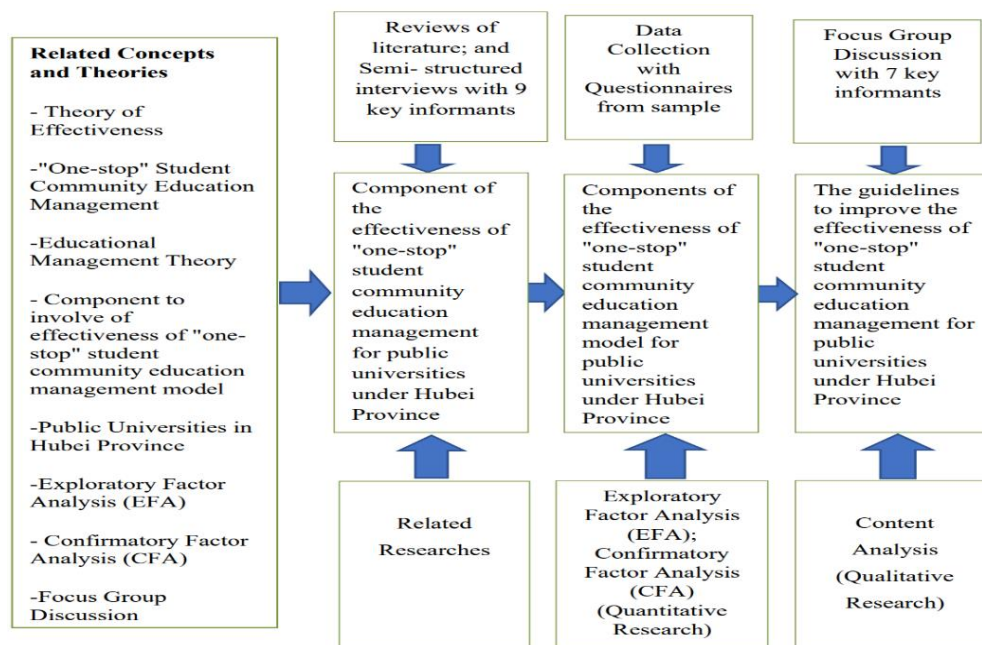 Related Concepts
and Theories
- Theory of
Effectiveness
-"One-stop" Student
Community Education
Management
-Educational
Management Theory
- Component to
involve of
effectiveness of "one-
stop" student
community education
management model
-Public Universities in
Hubei Province
-Exploratory Factor
Analysis (EFA)
- Confirmatory Factor
Analysis (CFA)
-Focus Group
Discussion
Reviews of
literature; and
Semi- structured
interviews with 9
key informants
Component of
the
effectiveness of
"one-stop"
student
community
education
management
for public
universities
under Hubei
Province
Related
Researches
Data
Collection
with
Questionnaires
from sample
Components of
the
effectiveness of
"one-stop"
student
community
education
management
model for
public
universities
under Hubei
Province
Exploratory
Factor Analysis
(EFA);
Confirmatory
Factor Analysis
(CFA)
(Quantitative
Research)
Focus Group
Discussion
with 7 key
informants
The guidelines
to improve the
effectiveness of
"one-stop"
student
community
education
management for
public
universities
under Hubei
Province
Content
Analysis
(Qualitative
Research)